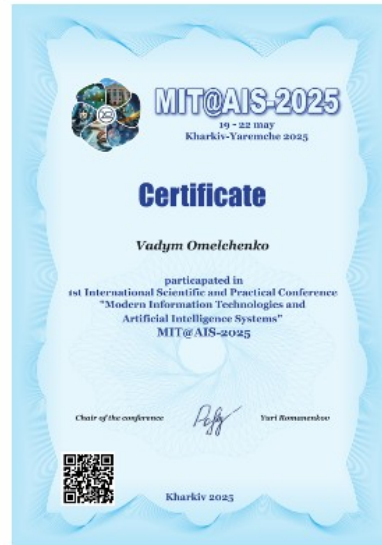 MIT@AIS-2025
19 - 22 may
Kharkiv-Yaremche 2025
Certificate
Vadym Omelchenko
particapated in
1st International Scientific and Practical Conference
"Modern Information Technologies and
Artificial Intelligence Systems"
MIT@AIS-2025
Chair of the conference Yuri Romanenkov
Kharkiv 2025